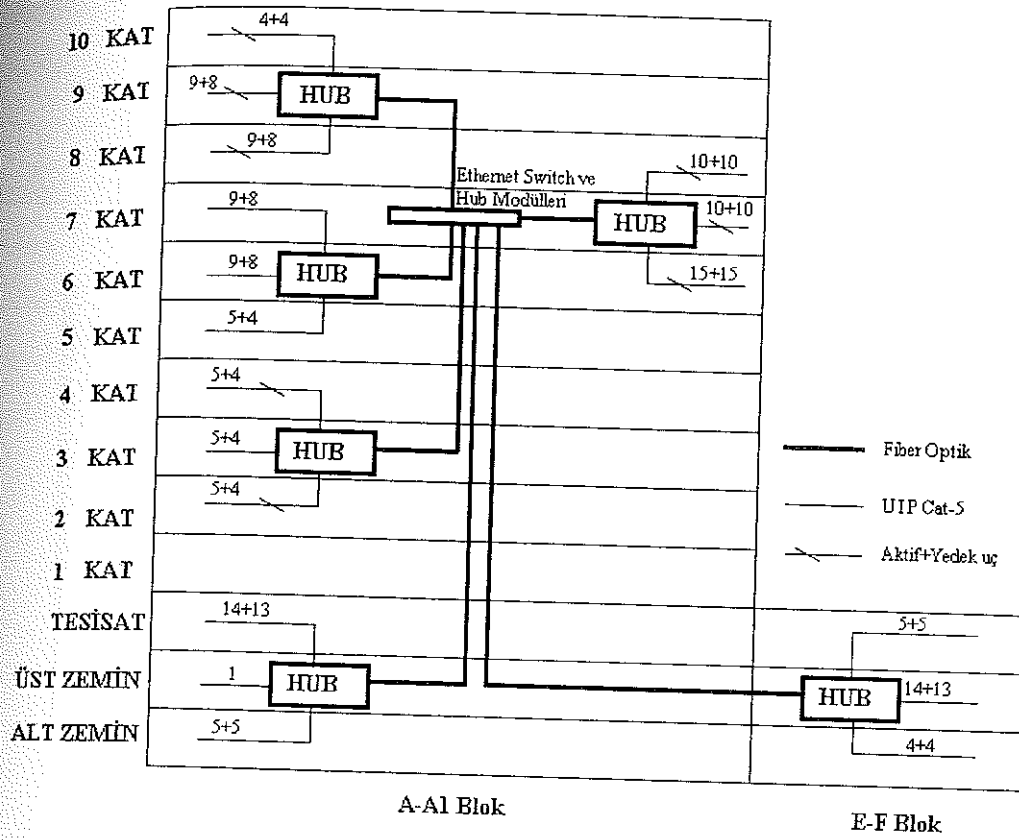 10 KAT
4+4
9 KAT
9+8
HUB
8 KAT
9+8
10+10
Ethernet Switch ve
Hub Modülleri
7 KAT
9+8
HUB
10+10
6 KAT
9+8
HUB
15+15
5 KAT
5+4
4 KAT
5+4
3 KAT
5+4
HUB
Fiber Optik
2 KAT
5+4
UTP Cat-5
1 KAT
Aktif+Yedek uç
TESİSAT
14+13
5+5
ÜST ZEMİN
1
HUB
HUB
14+13
ALT ZEMİN
5+5
4+4
A-A1 Blok
E-F Blok